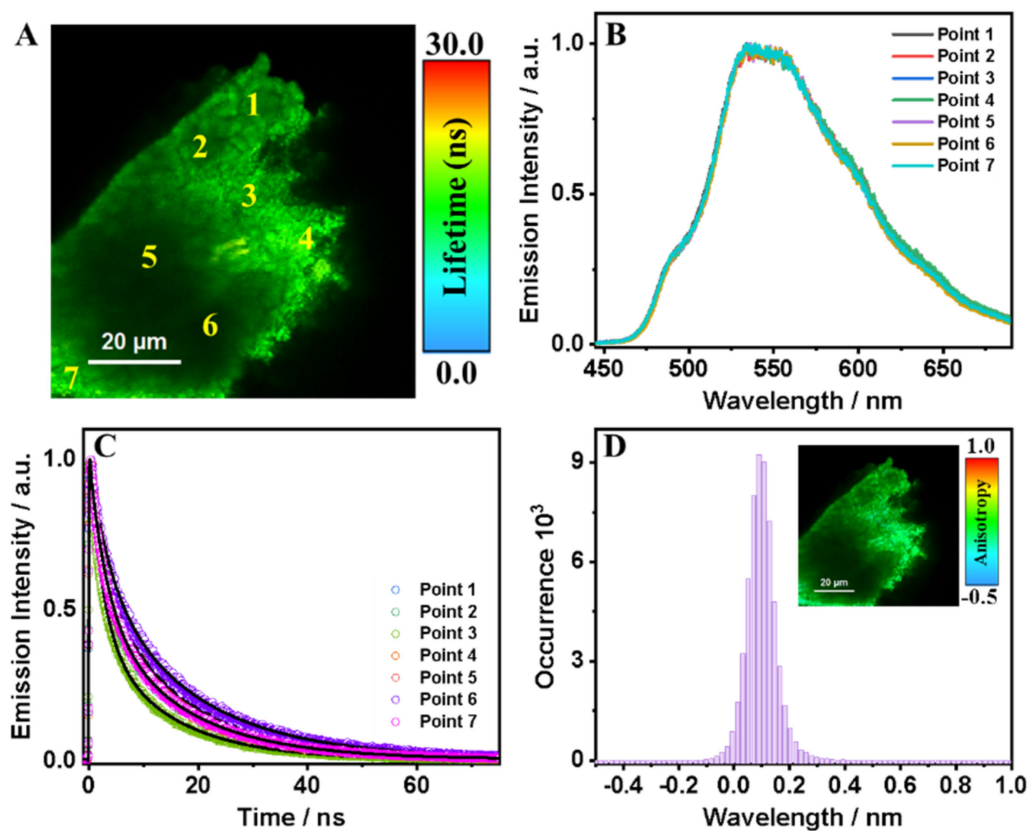 A
1
2
3
4
5
6
7
20 µm
30.0
Lifetime (ns)
0.0
B
Emission Intensity / a.u.
1.0
0.5
0.0
450
500
550
600
650
Wavelength / nm
Point 1
Point 2
Point 3
Point 4
Point 5
Point 6
Point 7
C
Emission Intensity / a.u.
1.0
0.5
0.0
0
20
40
60
Time / ns
Point 1
Point 2
Point 3
Point 4
Point 5
Point 6
Point 7
D
Occurrence 10³
9
6
3
0
-0.4
-0.2
0.0
0.2
0.4
0.6
0.8
1.0
Wavelength / nm
20 µm
1.0
Anisotropy
-0.5